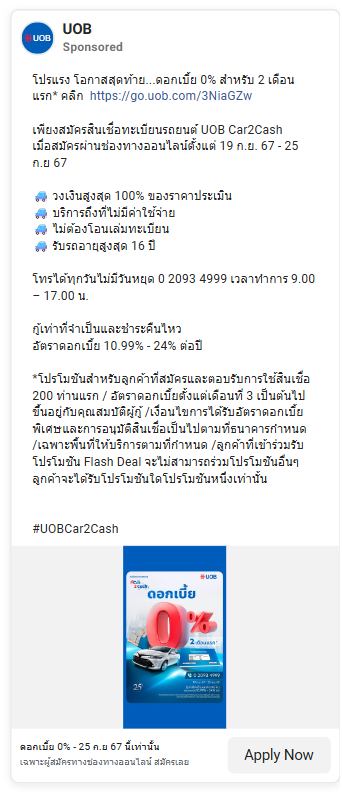 UOB
UOB
Sponsored
โปรแรง โอกาสสุดท้าย...ดอกเบี้ย 0% สำหรับ 2 เดือน
แรก* คลิก https://go.uob.com/3NiaGZw
เพียงสมัครสินเชื่อทะเบียนรถยนต์ UOB Car2Cash
เมื่อสมัครผ่านช่องทางออนไลน์ตั้งแต่ 19 ก.ย. 67 - 25
ก.ย 67
วงเงินสูงสุด 100% ของราคาประเมิน
บริการถึงที่ไม่มีค่าใช้จ่าย
ไม่ต้องโอนเล่มทะเบียน
รับรถอายุสูงสุด 16 ปี
โทรได้ทุกวันไม่มีวันหยุด 0 2093 4999 เวลาทำการ 9.00
– 17.00 น.
กู้เท่าที่จำเป็นและชำระคืนไหว
อัตราดอกเบี้ย 10.99% - 24% ต่อปี
*โปรโมชันสำหรับลูกค้าที่สมัครและตอบรับการใช้สินเชื่อ
200 ท่านแรก / อัตราดอกเบี้ยตั้งแต่เดือนที่ 3 เป็นต้นไป
ขึ้นอยู่กับคุณสมบัติผู้กู้ /เงื่อนไขการได้รับอัตราดอกเบี้ย
พิเศษและการอนุมัติสินเชื่อเป็นไปตามที่ธนาคารกำหนด
/เฉพาะพื้นที่ให้บริการตามที่กำหนด /ลูกค้าที่เข้าร่วมรับ
โปรโมชัน Flash Deal จะไม่สามารถร่วมโปรโมชันอื่นๆ
ลูกค้าจะได้รับโปรโมชันใดโปรโมชันหนึ่งเท่านั้น
#UOBCar2Cash
UOB
ดอกเบี้ย
0%
2 เดือนแรก*
0 2093 4999
25
ดอกเบี้ย 0% - 25 ก.ย 67 นี้เท่านั้น
เฉพาะผู้สมัครทางช่องทางออนไลน์ สมัครเลย
Apply Now